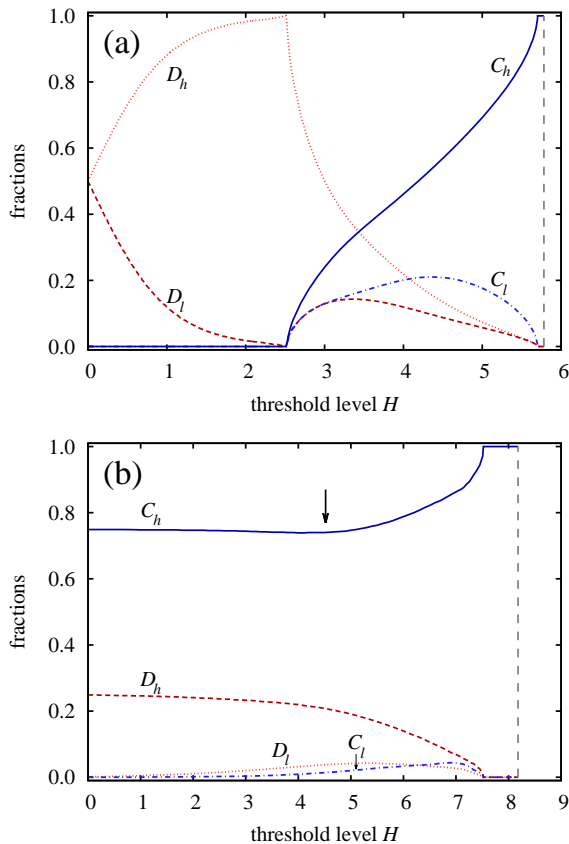 (a)
1.0
0.8
0.6
0.4
0.2
0.0
fractions
D_h
D_l
C_h
C_l
0 1 2 3 4 5 6
threshold level H
(b)
1.0
0.8
0.6
0.4
0.2
0.0
fractions
C_h
D_h
D_l
C_l
0 1 2 3 4 5 6 7 8 9
threshold level H